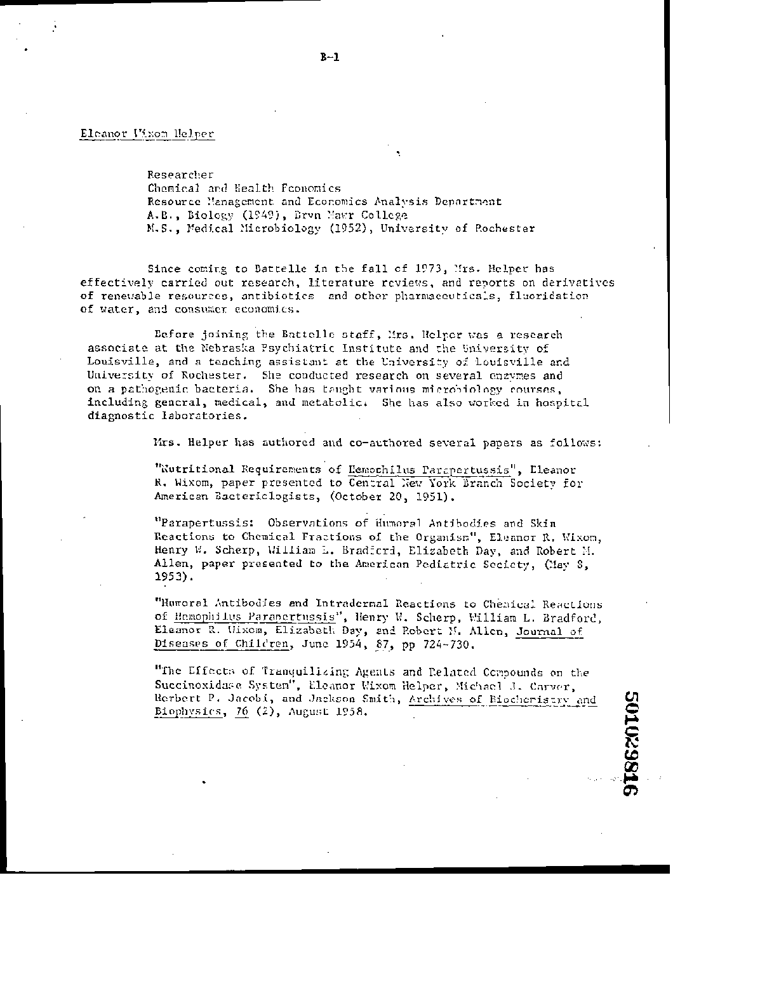 B-1
Eleanor Wixom Helper
Researcher
Chemical and Health Economics
Resource Management and Economics Analysis Department
A.B., Biology (1949), Bryn Mawr College
M.S., Medical Microbiology (1952), University of Rochester
Since coming to Battelle in the fall of 1973, Mrs. Helper has
effectively carried out research, literature reviews, and reports on derivatives
of renewable resources, antibiotics and other pharmaceuticals, fluoridation
of water, and consumer economics.
Before joining the Battelle staff, Mrs. Helper was a research
associate at the Nebraska Psychiatric Institute and the University of
Louisville, and a teaching assistant at the University of Louisville and
University of Rochester. She conducted research on several enzymes and
on a pathogenic bacteria. She has taught various microbiology courses,
including general, medical, and metabolic. She has also worked in hospital
diagnostic laboratories.
Mrs. Helper has authored and co-authored several papers as follows:
"Nutritional Requirements of Hemophilus Parapertussis", Eleanor
R. Wixom, paper presented to Central New York Branch Society for
American Bacteriologists, (October 20, 1951).
"Parapertussis: Observations of Humoral Antibodies and Skin
Reactions to Chemical Fractions of the Organism", Eleanor R. Wixom,
Henry W. Scherp, William L. Bradford, Elizabeth Day, and Robert M.
Allen, paper presented to the American Pediatric Society, (May 8,
1953).
"Humoral Antibodies and Intradermal Reactions to Chemical Reactions
of Hemophilus Parapertussis", Henry W. Scherp, William L. Bradford,
Eleanor R. Wixom, Elizabeth Day, and Robert M. Allen, Journal of
Diseases of Children, June 1954, 87, pp 724-730.
"The Effects of Tranquilizing Agents and Related Compounds on the
Succinoxidase System", Eleanor Wixom Helper, Michael J. Carver,
Herbert P. Jacobi, and Jackson Smith, Archives of Biochemistry and
Biophysics, 76 (2), August 1958.
501029816